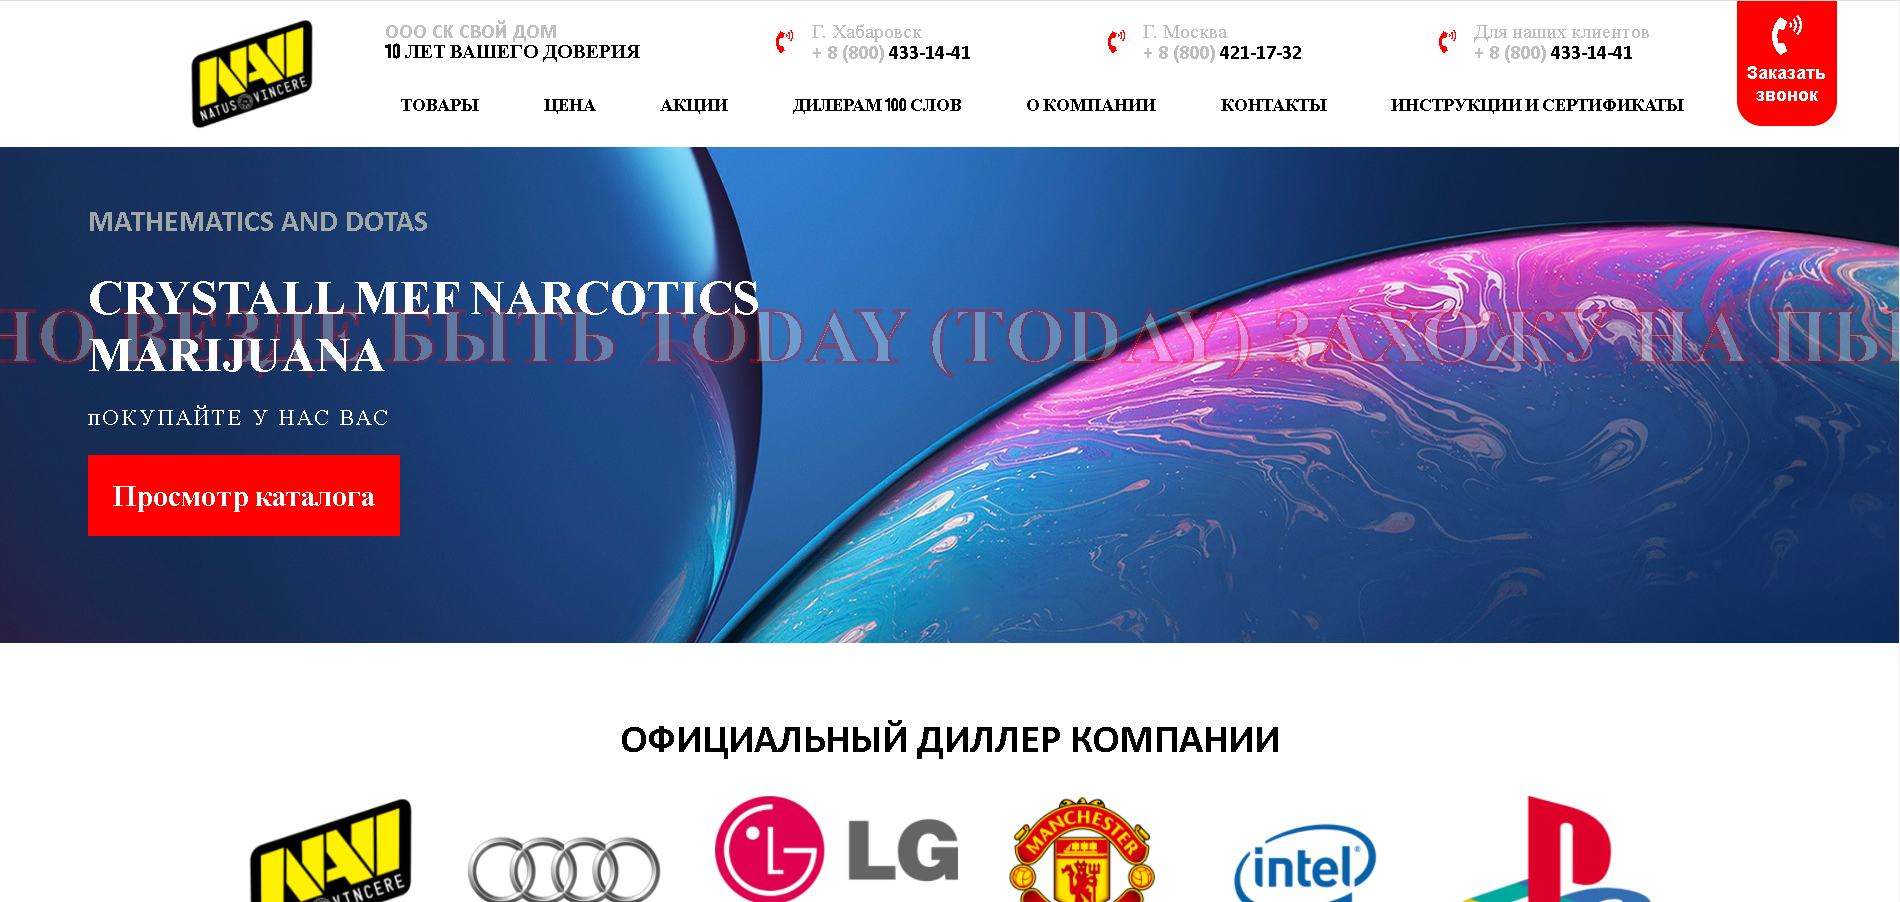 NAVI
NATUS VINCERE
ООО СК СВОЙ ДОМ
10 ЛЕТ ВАШЕГО ДОВЕРИЯ
Г. Хабаровск
+ 8 (800) 433-14-41
Г. Москва
+ 8 (800) 421-17-32
Для наших клиентов
+ 8 (800) 433-14-41
Заказать
звонок
ТОВАРЫ ЦЕНА АКЦИИ ДИЛЕРАМ 100 СЛОВ О КОМПАНИИ КОНТАКТЫ ИНСТРУКЦИИ И СЕРТИФИКАТЫ
MATHEMATICS AND DOTAS
CRYSTALL MEF NARCOTICS
MARIJUANA
НО ВЕЗДЕ БЫТЬ TODAY (TODAY) ЗАХОЖУ НА ПЫ
пОКУПАЙТЕ У НАС ВАС
Просмотр каталога
ОФИЦИАЛЬНЫЙ ДИЛЛЕР КОМПАНИИ
NAVI
VINCERE
LG
MANCHESTER
intel